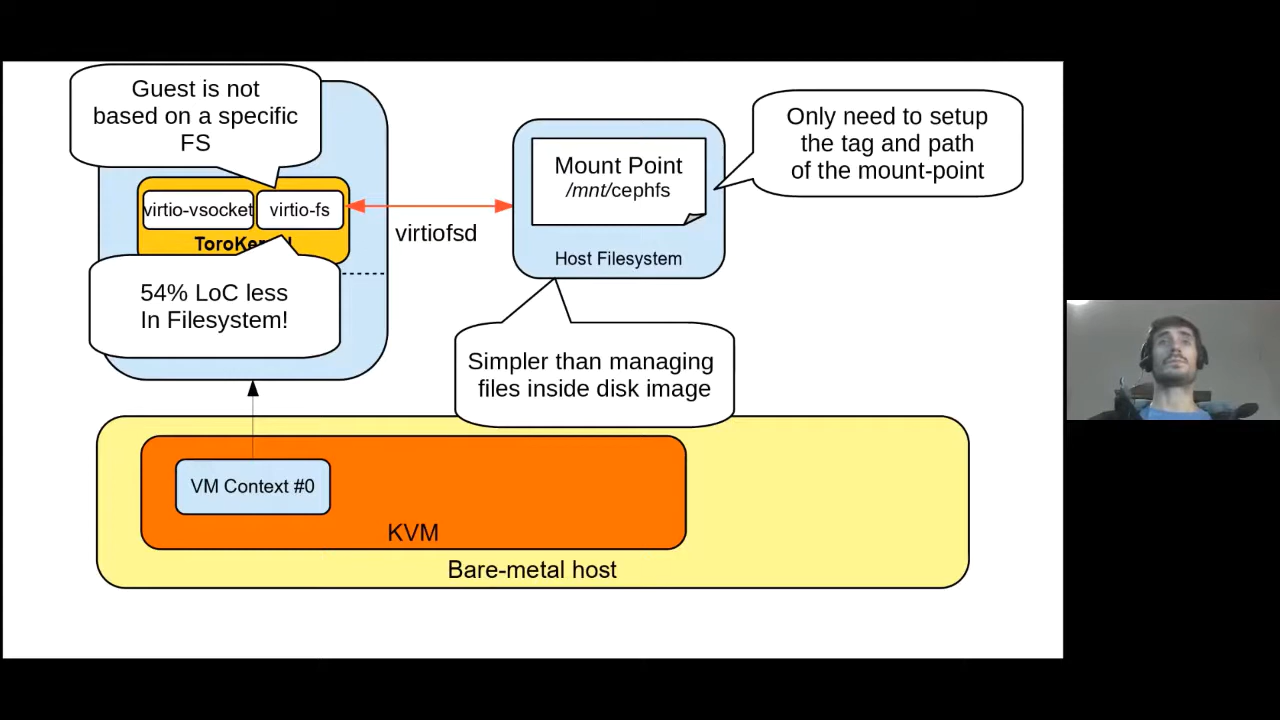 Guest is not
based on a specific
FS
Only need to setup
the tag and path
of the mount-point
Mount Point
/mnt/cephfs
virtio-vsocket
virtio-fs
virtiofsd
Host Filesystem
54% LoC less
In Filesystem!
Simpler than managing
files inside disk image
VM Context #0
KVM
Bare-metal host